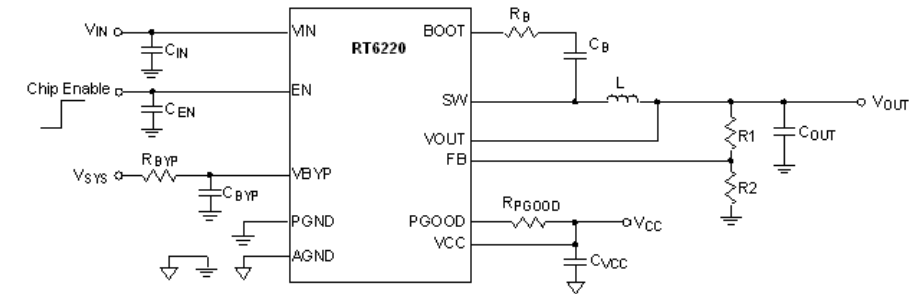 VIN
CIN
Chip Enable
CEN
VSYS
RBYP
CBYP
VIN
EN
VBYP
PGND
AGND
RT6220
BOOT
SW
VOUT
FB
PGOOD
VCC
RB
CB
L
VOUT
R1
COUT
R2
RPGOOD
VCC
CVCC